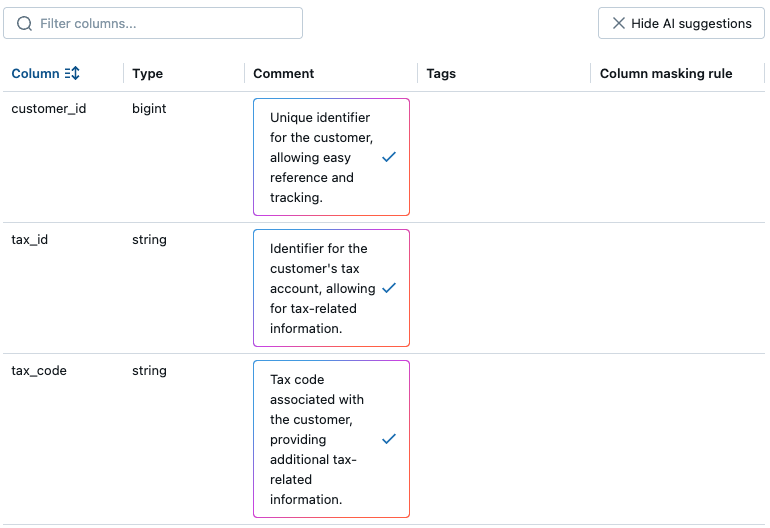 Filter columns...
Hide AI suggestions
Column Type Comment Tags Column masking rule
customer_id bigint
Unique identifier
for the customer,
allowing easy
reference and
tracking.
tax_id string
Identifier for the
customer's tax
account, allowing
for tax-related
information.
tax_code string
Tax code
associated with
the customer,
providing
additional tax-
related
information.